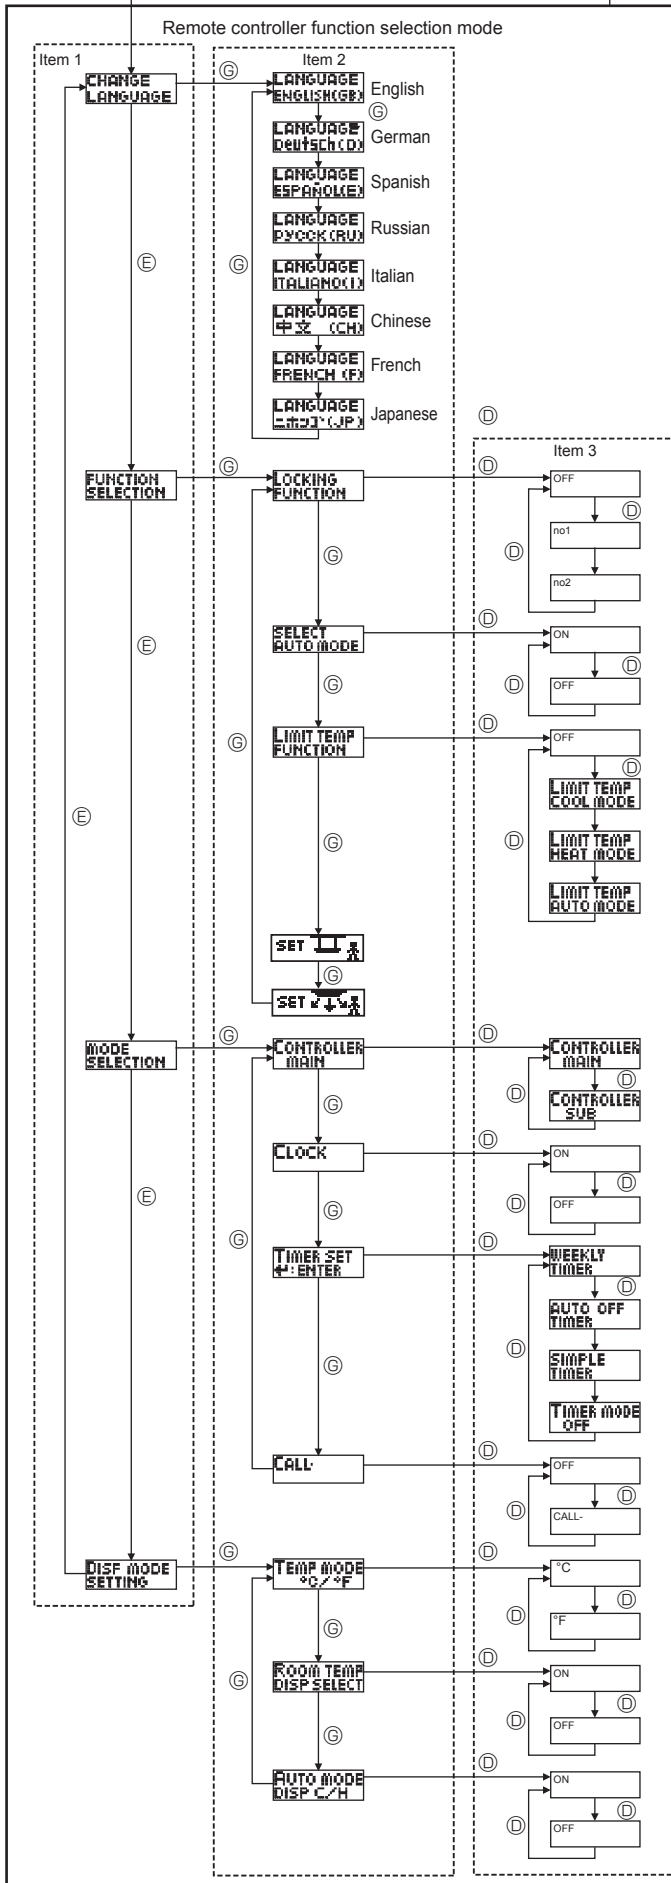 Remote controller function selection mode
Item 1
Item 2
CHANGE
LANGUAGE
Ⓖ
LANGUAGE
ENGLISH(GB)
English
Ⓖ
LANGUAGE
Deutsch(D)
German
LANGUAGE
ESPAÑOL(E)
Spanish
LANGUAGE
РУССК(RU)
Russian
Ⓔ
Ⓖ
LANGUAGE
ITALIANO(I)
Italian
LANGUAGE
中文 (CH)
Chinese
LANGUAGE
FRENCH (F)
French
LANGUAGE
ニホンゴ(JP)
Japanese
Ⓓ
Item 3
FUNCTION
SELECTION
Ⓖ
LOCKING
FUNCTION
Ⓓ
OFF
Ⓓ
no1
Ⓓ
Ⓖ
no2
Ⓔ
SELECT
AUTO MODE
Ⓓ
ON
Ⓓ
Ⓓ
Ⓖ
OFF
Ⓖ
LIMIT TEMP
FUNCTION
Ⓓ
OFF
Ⓓ
LIMIT TEMP
COOL MODE
Ⓔ
Ⓖ
Ⓓ
LIMIT TEMP
HEAT MODE
LIMIT TEMP
AUTO MODE
SET
Ⓖ
SET
MODE
SELECTION
Ⓖ
CONTROLLER
MAIN
Ⓓ
CONTROLLER
MAIN
Ⓓ
Ⓖ
Ⓓ
CONTROLLER
SUB
CLOCK
Ⓓ
ON
Ⓓ
Ⓔ
Ⓖ
Ⓓ
OFF
Ⓖ
TIMER SET
↵:ENTER
Ⓓ
WEEKLY
TIMER
Ⓓ
AUTO OFF
TIMER
Ⓓ
Ⓖ
SIMPLE
TIMER
TIMER MODE
OFF
CALL-
Ⓓ
OFF
Ⓓ
Ⓓ
CALL-
DISP MODE
SETTING
Ⓖ
TEMP MODE
°C/°F
Ⓓ
°C
Ⓓ
Ⓓ
Ⓖ
°F
Ⓖ
ROOM TEMP
DISP SELECT
Ⓓ
ON
Ⓓ
Ⓓ
Ⓖ
OFF
AUTO MODE
DISP C/H
Ⓓ
ON
Ⓓ
Ⓓ
OFF